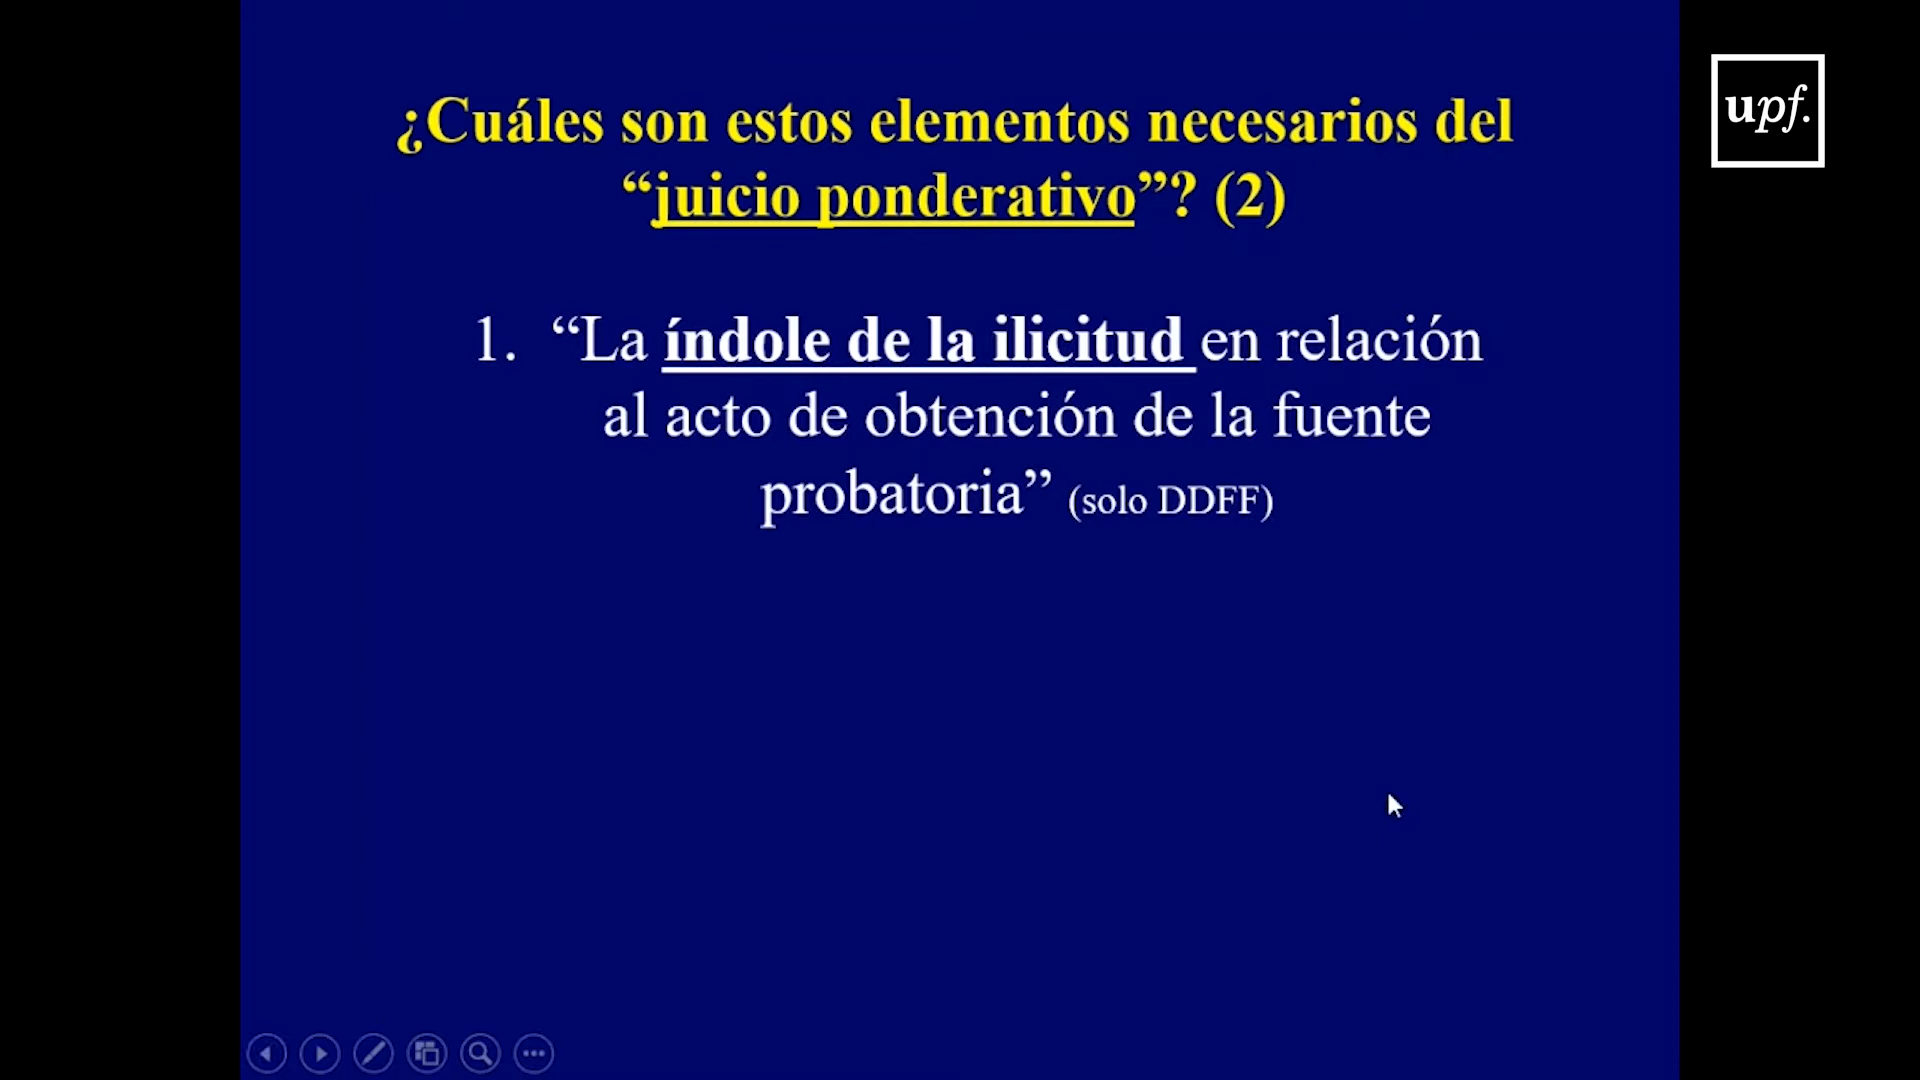 ¿Cuáles son estos elementos necesarios del
“juicio ponderativo”? (2)
1. “La índole de la ilicitud en relación
al acto de obtención de la fuente
probatoria” (solo DDFF)
upf.